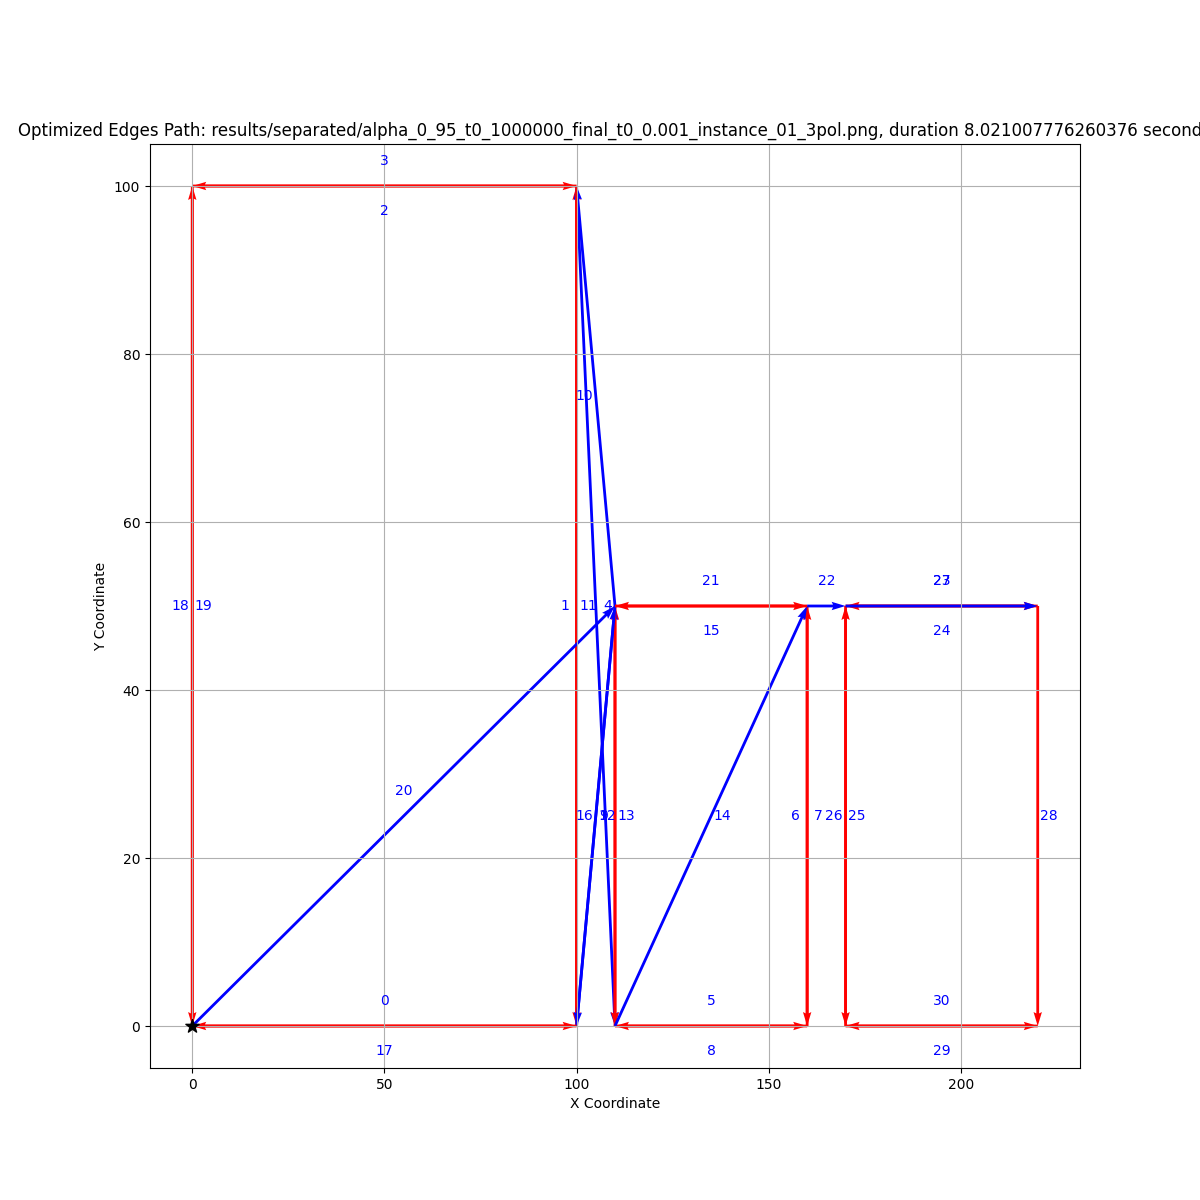 Optimized Edges Path: results/separated/alpha_0_95_t0_1000000_final_t0_0.001_instance_01_3pol.png, duration 8.021007776260376 second
3
100
2
80
10
60
21 22 23
18 19 1 11 4
15 24
Y Coordinate
40
20
20
16 12 13 14 6 7 26 25 28
0 5 30
0
17 8 29
0 50 100 150 200
X Coordinate